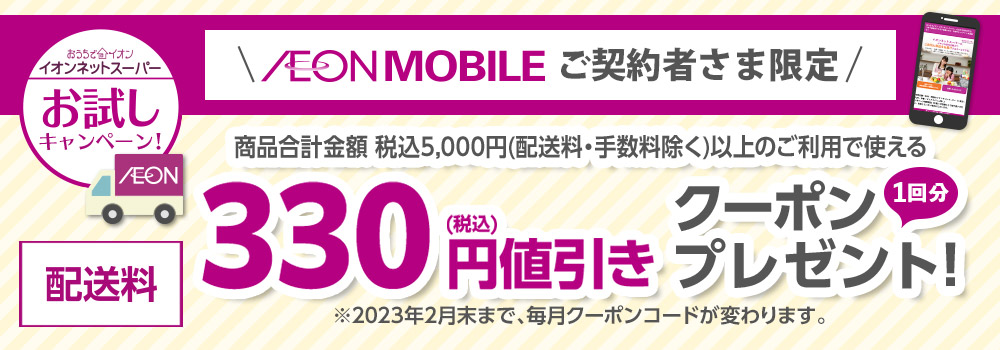 おうちでイオン
イオンネットスーパー
お試し
キャンペーン!
AEON
\ AEON MOBILE ご契約者さま限定 /
商品合計金額 税込5,000円(配送料・手数料除く)以上のご利用で使える
配送料
330円(税込)値引き
クーポン
プレゼント!
1回分
※2023年2月末まで、毎月クーポンコードが変わります。